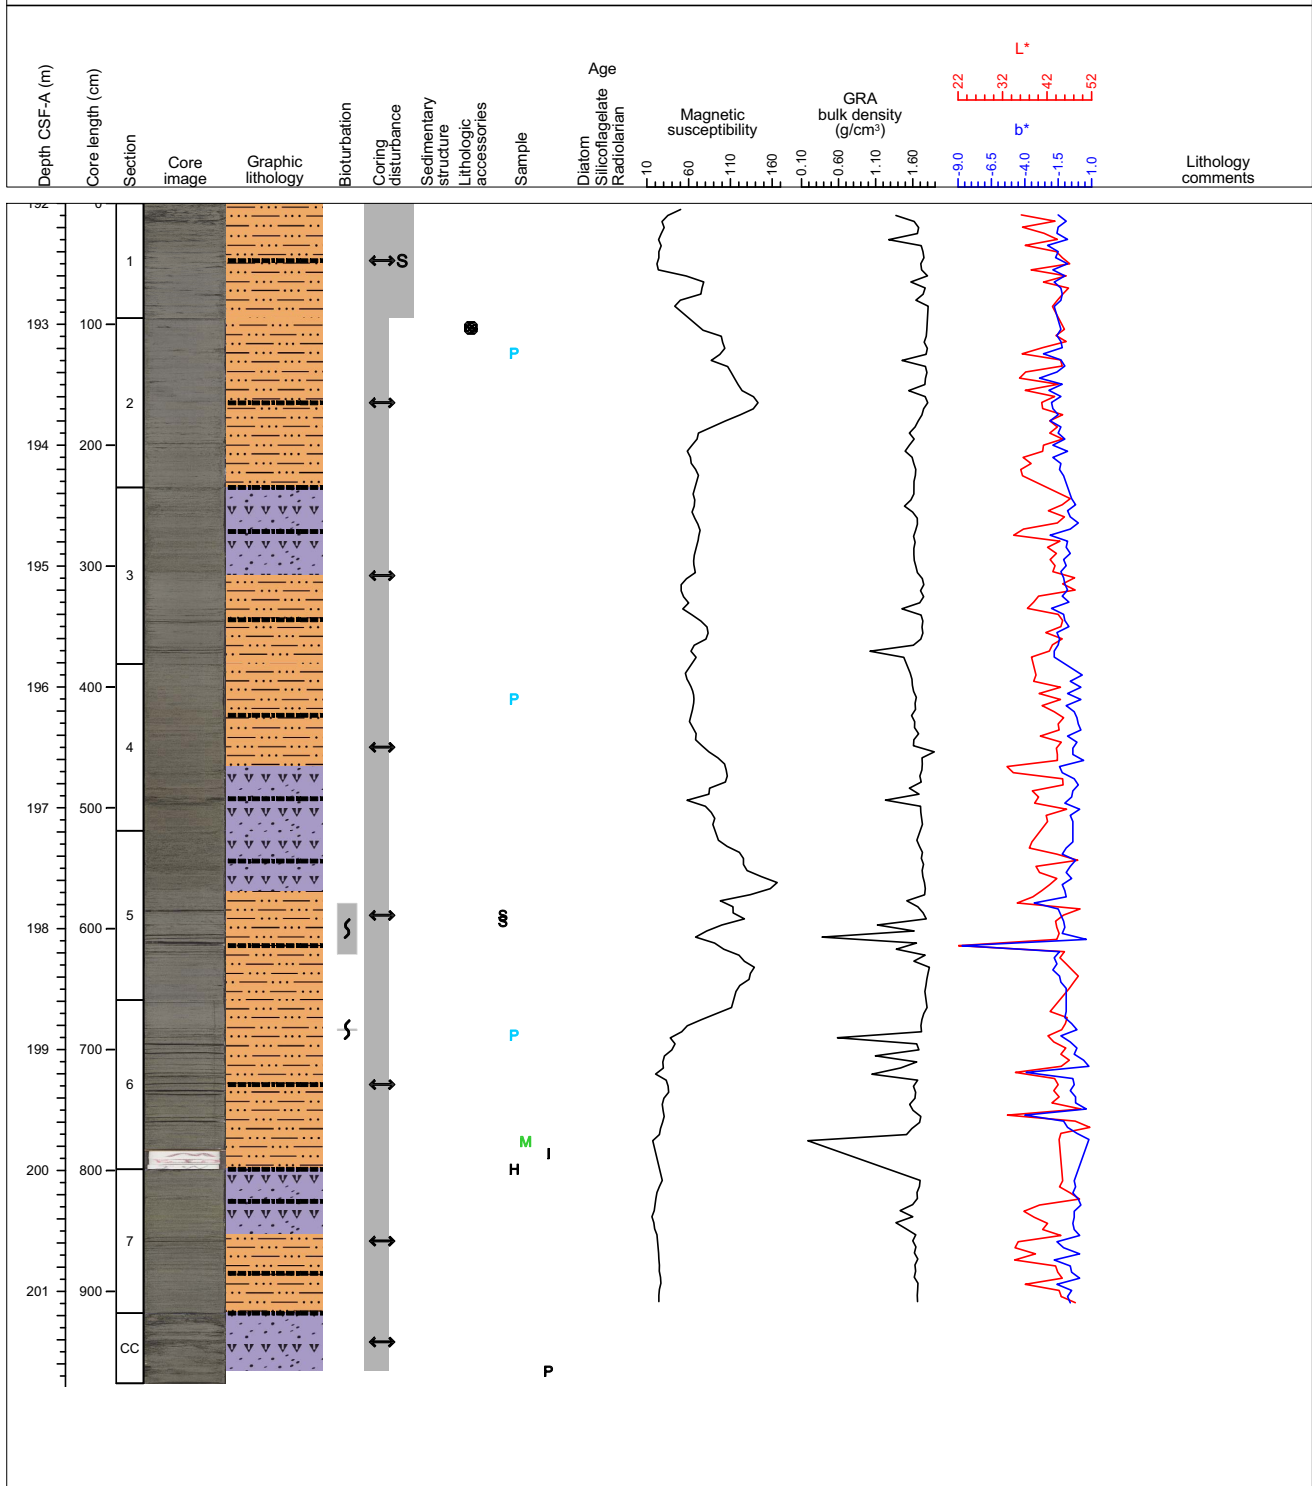 Depth CSF-A (m)
Core length (cm)
Section
Core image
Graphic lithology
Bioturbation
Coring disturbance
Sedimentary structure
Lithologic accessories
Sample
Age
Diatom
Silicoflagelate
Radiolarian
Magnetic susceptibility
10 60 110 160
GRA bulk density (g/cm³)
0.10 0.60 1.10 1.60
L*
22 32 42 52
b*
-9.0 -6.5 -4.0 -1.5 1.0
Lithology comments
1
S
193 100
P
2
194 200
195 300
3
196 400
P
4
197 500
5
S
S
198 600
P
199 700
6
M
I
200 800
H
7
201 900
CC
P